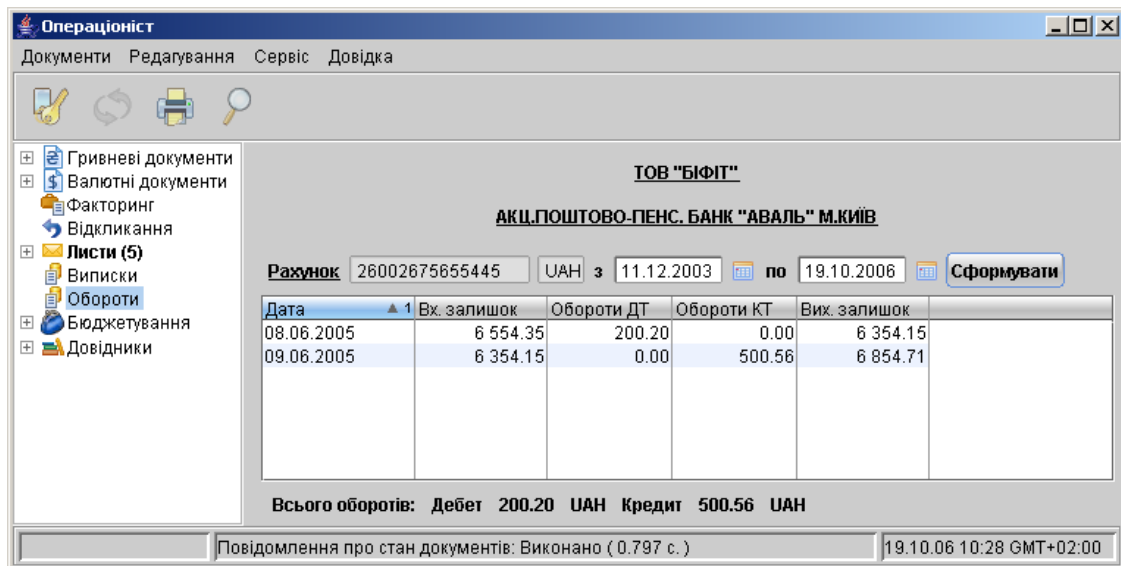 Операціоніст
Документи Редагування Сервіс Довідка
Гривневі документи
Валютні документи
Факторинг
Відкликання
Листи (5)
Виписки
Обороти
Бюджетування
Довідники
ТОВ "БІФІТ"
АКЦ.ПОШТОВО-ПЕНС. БАНК "АВАЛЬ" М.КИЇВ
Рахунок 26002675655445 UAH з 11.12.2003 по 19.10.2006 Сформувати
Дата 1 Вх. залишок Обороти ДТ Обороти КТ Вих. залишок
08.06.2005 6 554.35 200.20 0.00 6 354.15
09.06.2005 6 354.15 0.00 500.56 6 854.71
Всього оборотів: Дебет 200.20 UAH Кредит 500.56 UAH
Повідомлення про стан документів: Виконано ( 0.797 с. ) 19.10.06 10:28 GMT+02:00